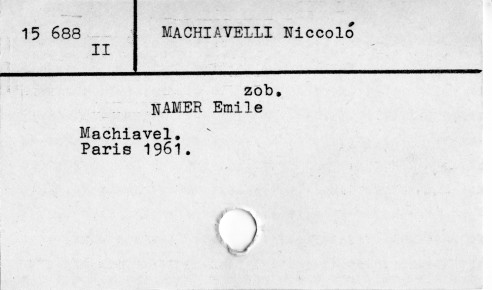 15 688
II
MACHIAVELLI Niccoló
zob.
NAMER Emile
Machiavel.
Paris 1961.